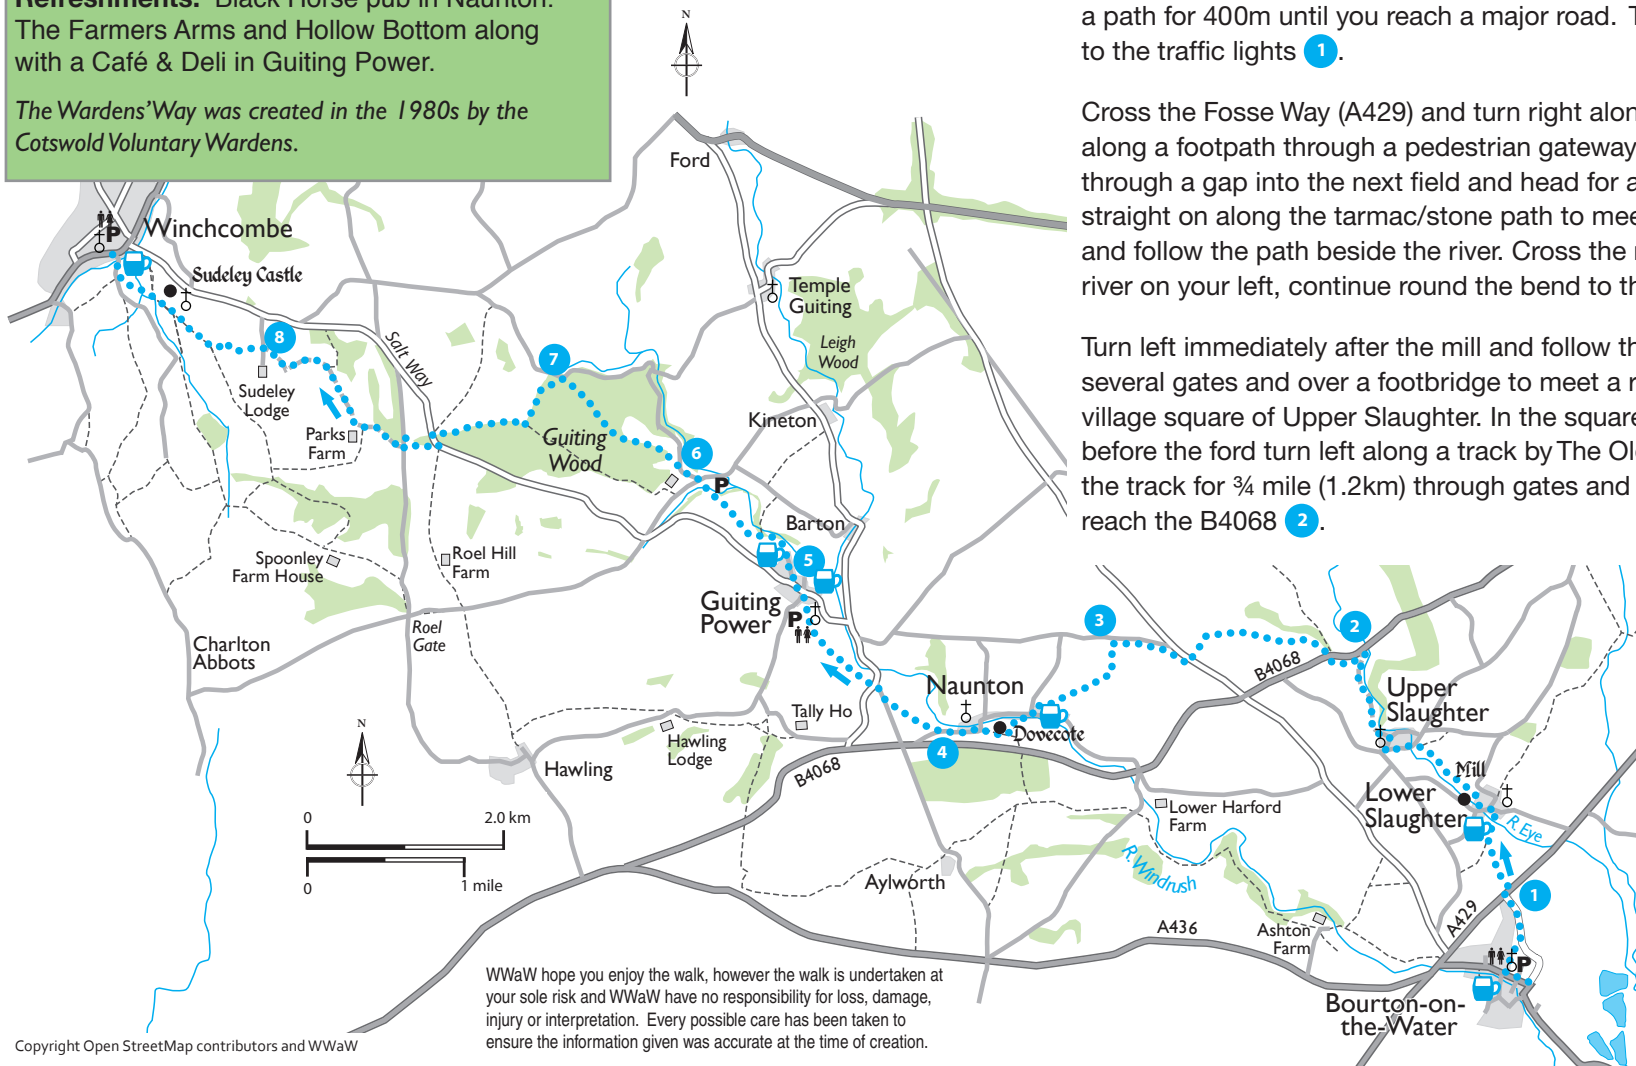 Refreshments: Black Horse pub in Naunton.
The Farmers Arms and Hollow Bottom along
with a Café & Deli in Guiting Power.
The Wardens' Way was created in the 1980s by the
Cotswold Voluntary Wardens.
a path for 400m until you reach a major road. T
to the traffic lights 1.
Cross the Fosse Way (A429) and turn right alon
along a footpath through a pedestrian gateway
through a gap into the next field and head for a
straight on along the tarmac/stone path to mee
and follow the path beside the river. Cross the r
river on your left, continue round the bend to th
Turn left immediately after the mill and follow th
several gates and over a footbridge to meet a r
village square of Upper Slaughter. In the square
before the ford turn left along a track by The Ol
the track for ¾ mile (1.2km) through gates and
reach the B4068 2.
N
Ford
P
Winchcombe
Sudeley Castle
Temple
Guiting
Leigh
Wood
8
Salt Way
7
Sudeley
Lodge
Kineton
Parks
Farm
Guiting
Wood
6
P
Barton
Spoonley
Farm House
Roel Hill
Farm
5
Guiting
Power
P
Roel
Gate
Charlton
Abbots
3
2
B4068
Naunton
Upper
Slaughter
Tally Ho
Dovecote
Hawling
Lodge
4
N
Hawling
B4068
Mill
Lower
Slaughter
R. Eye
Lower Harford
Farm
0
2.0 km
0
1 mile
R. Windrush
Aylworth
1
A429
A436
Ashton
Farm
P
Bourton-on-
the-Water
WWaW hope you enjoy the walk, however the walk is undertaken at
your sole risk and WWaW have no responsibility for loss, damage,
injury or interpretation. Every possible care has been taken to
ensure the information given was accurate at the time of creation.
Copyright Open StreetMap contributors and WWaW